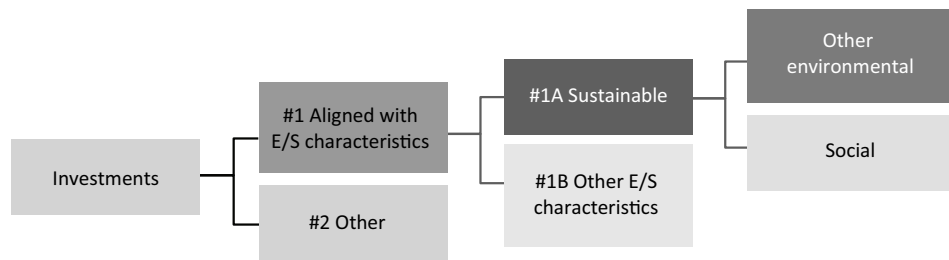 Investments
#1 Aligned with
E/S characteristics
#2 Other
#1A Sustainable
#1B Other E/S
characteristics
Other
environmental
Social